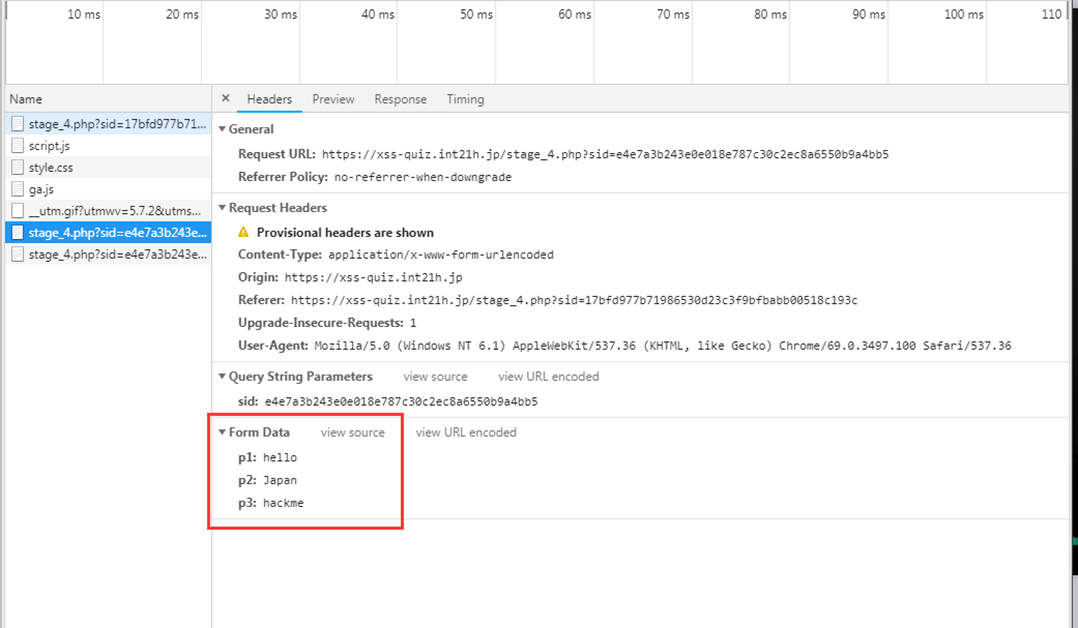 10 ms 20 ms 30 ms 40 ms 50 ms 60 ms 70 ms 80 ms 90 ms 100 ms 110
Name
× Headers Preview Response Timing
stage_4.php?sid=17bfd977b71...
script.js
style.css
ga.js
__utm.gif?utmwv=5.7.2&utms...
stage_4.php?sid=e4e7a3b243e...
stage_4.php?sid=e4e7a3b243e...
▼ General
Request URL: https://xss-quiz.int21h.jp/stage_4.php?sid=e4e7a3b243e0e018e787c30c2ec8a6550b9a4bb5
Referrer Policy: no-referrer-when-downgrade
▼ Request Headers
Provisional headers are shown
Content-Type: application/x-www-form-urlencoded
Origin: https://xss-quiz.int21h.jp
Referer: https://xss-quiz.int21h.jp/stage_4.php?sid=17bfd977b71986530d23c3f9bfbabb00518c193c
Upgrade-Insecure-Requests: 1
User-Agent: Mozilla/5.0 (Windows NT 6.1) AppleWebKit/537.36 (KHTML, like Gecko) Chrome/69.0.3497.100 Safari/537.36
▼ Query String Parameters view source view URL encoded
sid: e4e7a3b243e0e018e787c30c2ec8a6550b9a4bb5
▼ Form Data view source view URL encoded
p1: hello
p2: Japan
p3: hackme